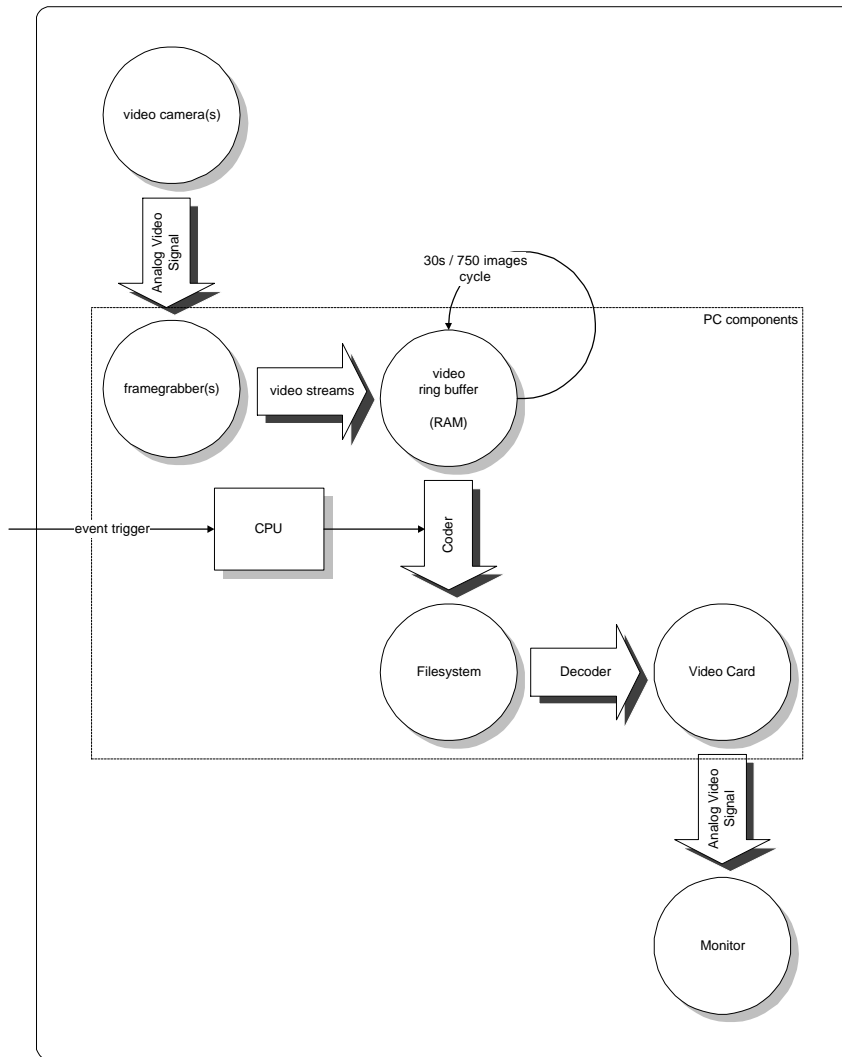 video camera(s)
Analog Video
Signal
30s / 750 images
cycle
PC components
framegrabber(s)
video streams
video
ring buffer
(RAM)
event trigger
CPU
Coder
Filesystem
Decoder
Video Card
Analog Video
Signal
Monitor